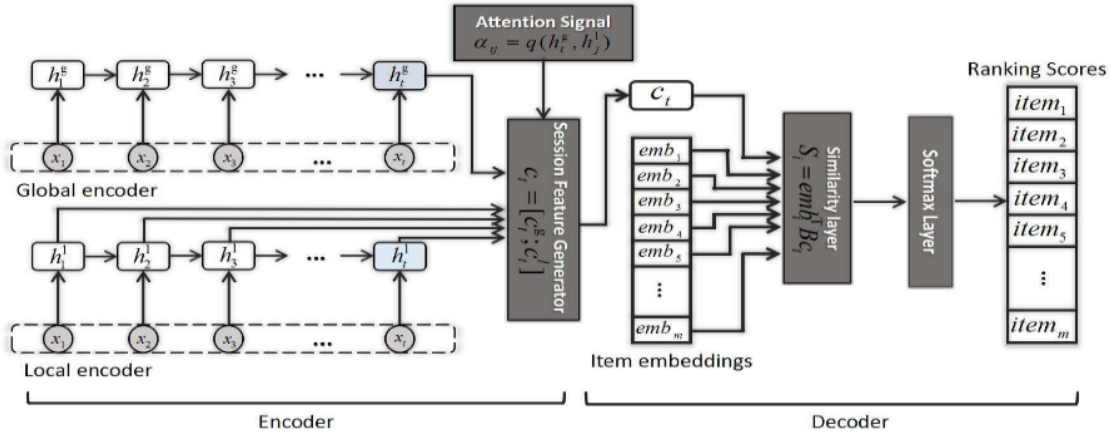 Attention Signal
α_ij = q(h_t^g, h_j^l)
Ranking Scores
h_1^g h_2^g h_3^g ... h_t^g
x_1 x_2 x_3 ... x_t
Global encoder
h_1^l h_2^l h_3^l ... h_t^l
x_1 x_2 x_3 ... x_t
Local encoder
Session Feature Generator
c_t = [c_t^g; c_t^l]
c_t
emb_1
emb_2
emb_3
emb_4
emb_5
...
emb_m
Item embeddings
Similarity layer
S_i = emb_i^T B c_t
Softmax Layer
item_1
item_2
item_3
item_4
item_5
...
item_m
Encoder
Decoder